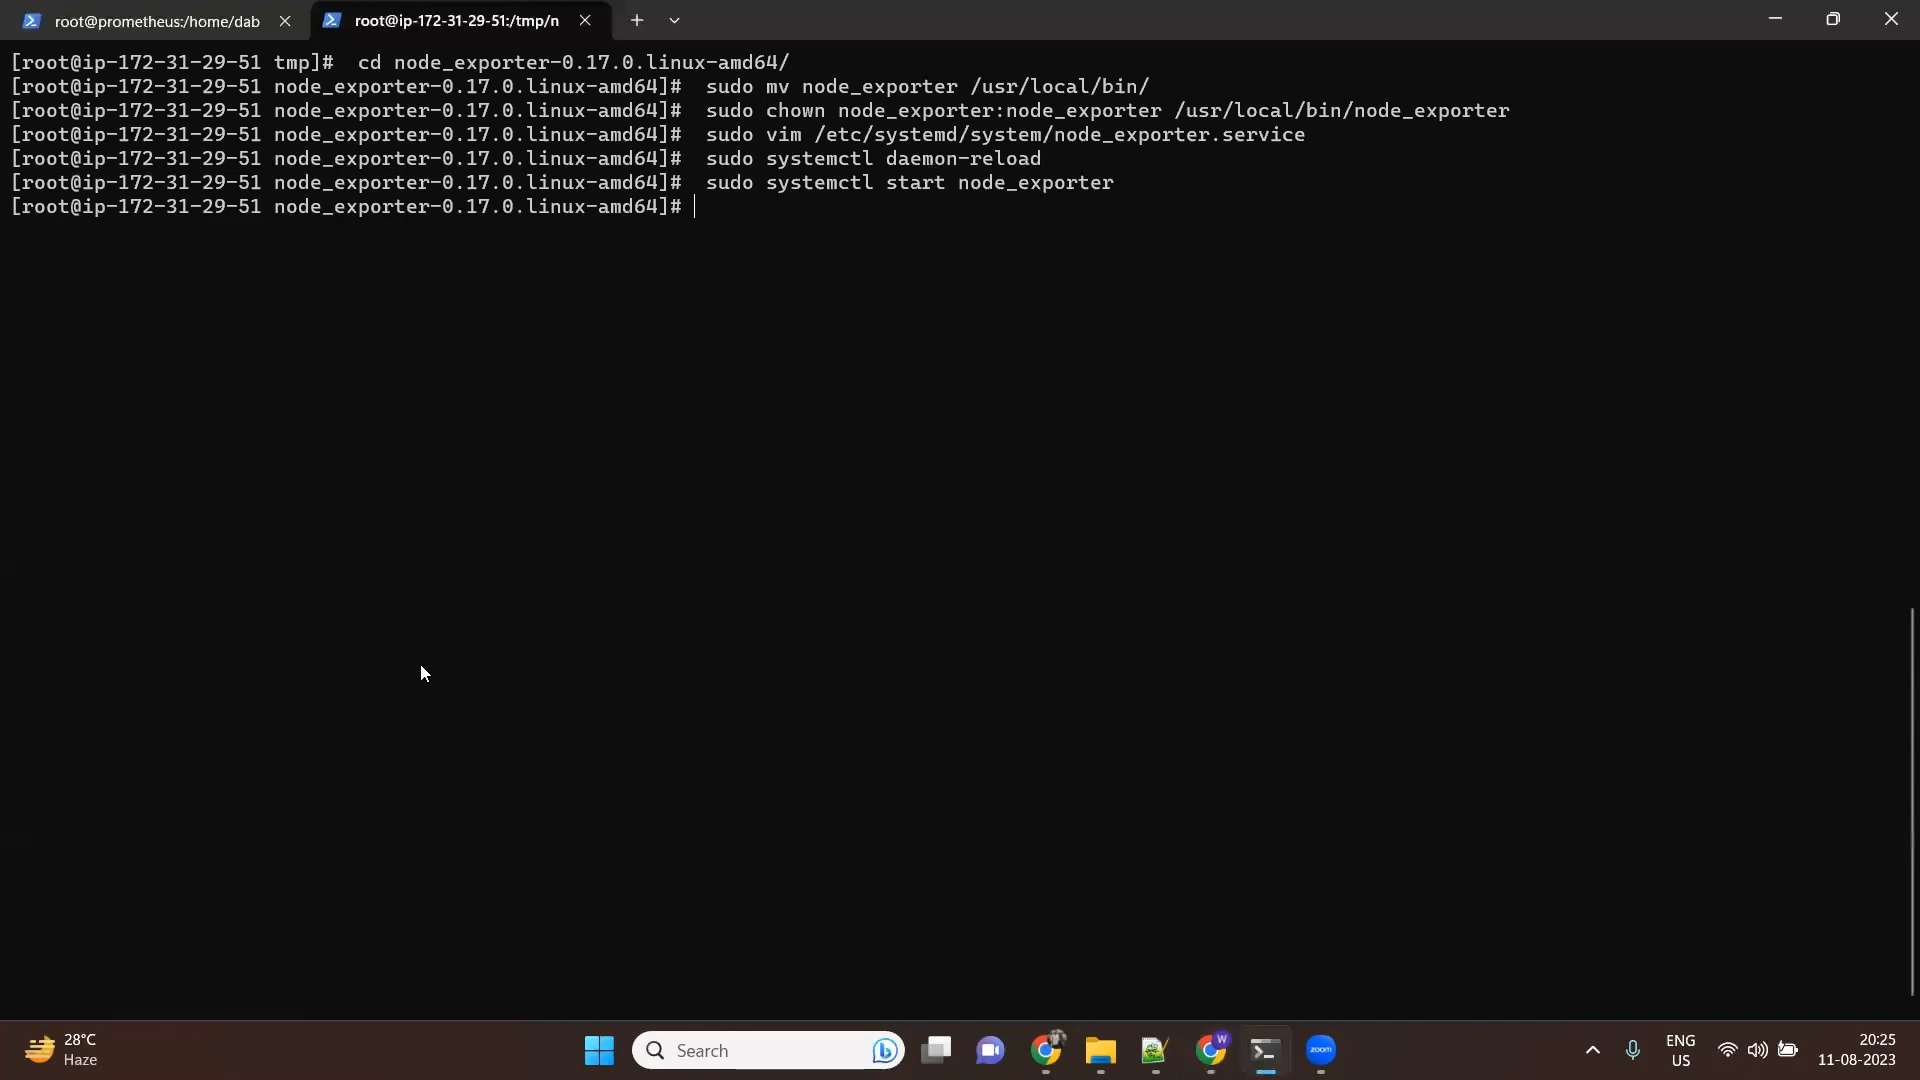 root@prometheus:/home/dab
root@ip-172-31-29-51:/tmp/n
[root@ip-172-31-29-51 tmp]#  cd node_exporter-0.17.0.linux-amd64/
[root@ip-172-31-29-51 node_exporter-0.17.0.linux-amd64]#  sudo mv node_exporter /usr/local/bin/
[root@ip-172-31-29-51 node_exporter-0.17.0.linux-amd64]#  sudo chown node_exporter:node_exporter /usr/local/bin/node_exporter
[root@ip-172-31-29-51 node_exporter-0.17.0.linux-amd64]#  sudo vim /etc/systemd/system/node_exporter.service
[root@ip-172-31-29-51 node_exporter-0.17.0.linux-amd64]#  sudo systemctl daemon-reload
[root@ip-172-31-29-51 node_exporter-0.17.0.linux-amd64]#  sudo systemctl start node_exporter
[root@ip-172-31-29-51 node_exporter-0.17.0.linux-amd64]#
28°C
Haze
Search
W
zoom
ENG
US
20:25
11-08-2023